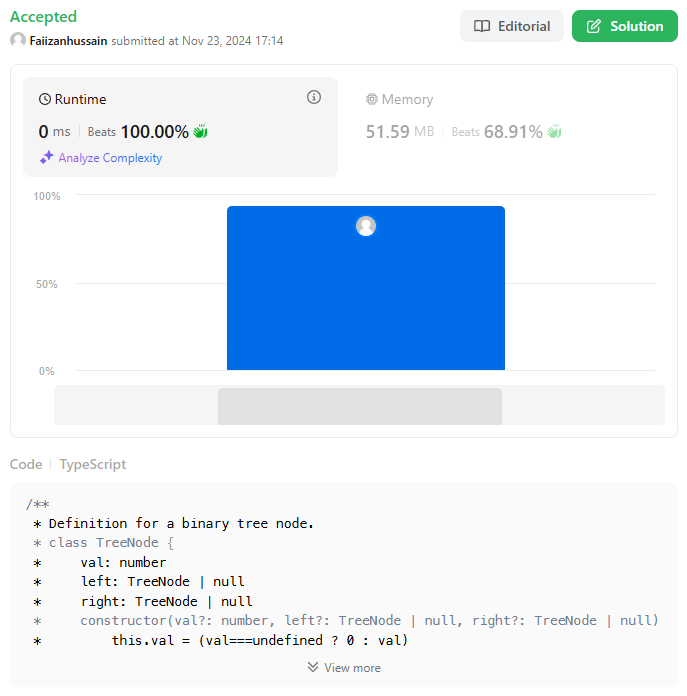 Accepted
Editorial
Solution
Faiizanhussain submitted at Nov 23, 2024 17:14
Runtime
0 ms Beats 100.00%
Analyze Complexity
Memory
51.59 MB Beats 68.91%
100%
50%
0%
Code | TypeScript
/**
 * Definition for a binary tree node.
 * class TreeNode {
 *     val: number
 *     left: TreeNode | null
 *     right: TreeNode | null
 *     constructor(val?: number, left?: TreeNode | null, right?: TreeNode | null)
 *         this.val = (val===undefined ? 0 : val)
View more